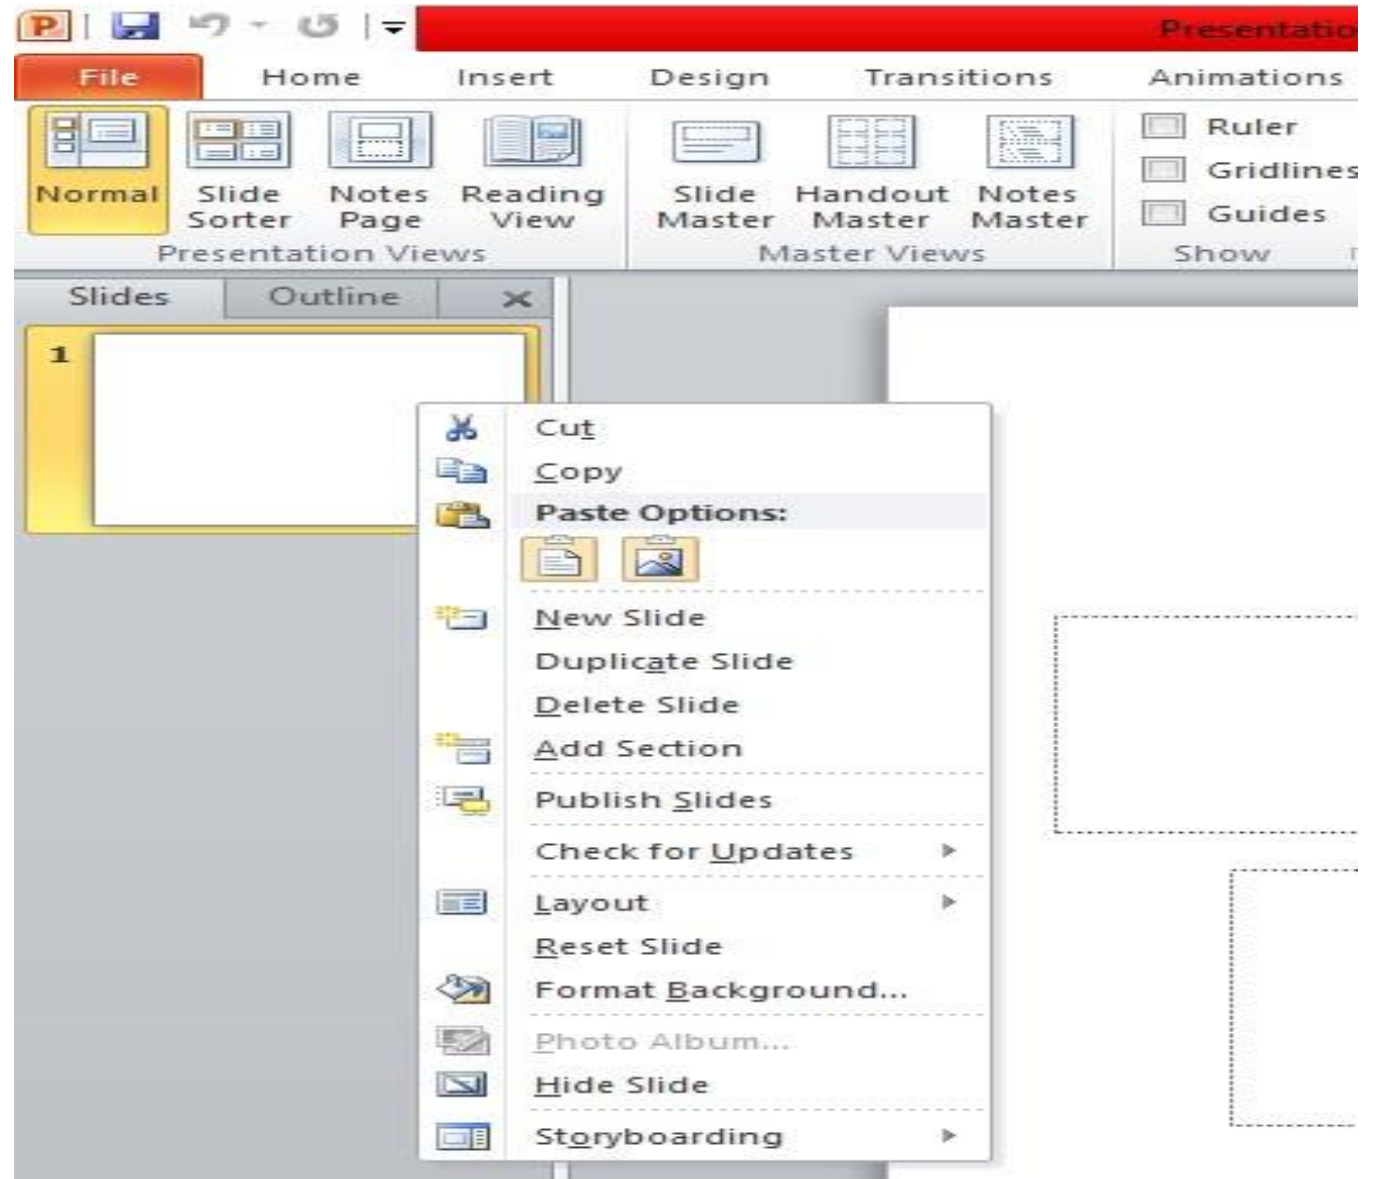 Presentatio
File Home Insert Design Transitions Animations
Normal Slide Sorter Notes Page Reading View Slide Master Handout Master Notes Master
Ruler
Gridlines
Guides
Presentation Views Master Views Show
Slides Outline
1
Cut
Copy
Paste Options:
New Slide
Duplicate Slide
Delete Slide
Add Section
Publish Slides
Check for Updates
Layout
Reset Slide
Format Background...
Photo Album...
Hide Slide
Storyboarding